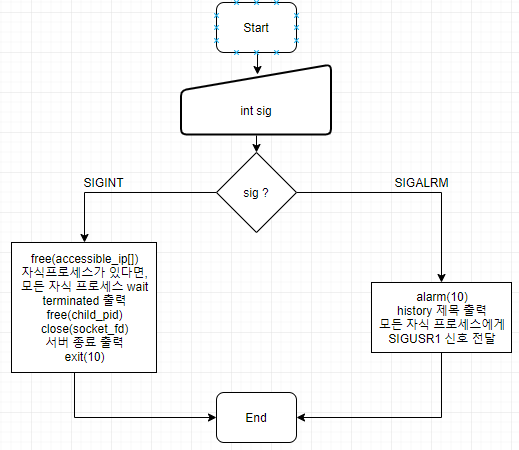 Start
int sig
sig ?
SIGINT
SIGALRM
free(accessible_ip[])
자식프로세스가 있다면,
모든 자식 프로세스 wait
terminated 출력
free(child_pid)
close(socket_fd)
서버 종료 출력
exit(10)
alarm(10)
history 제목 출력
모든 자식 프로세스에게
SIGUSR1 신호 전달
End